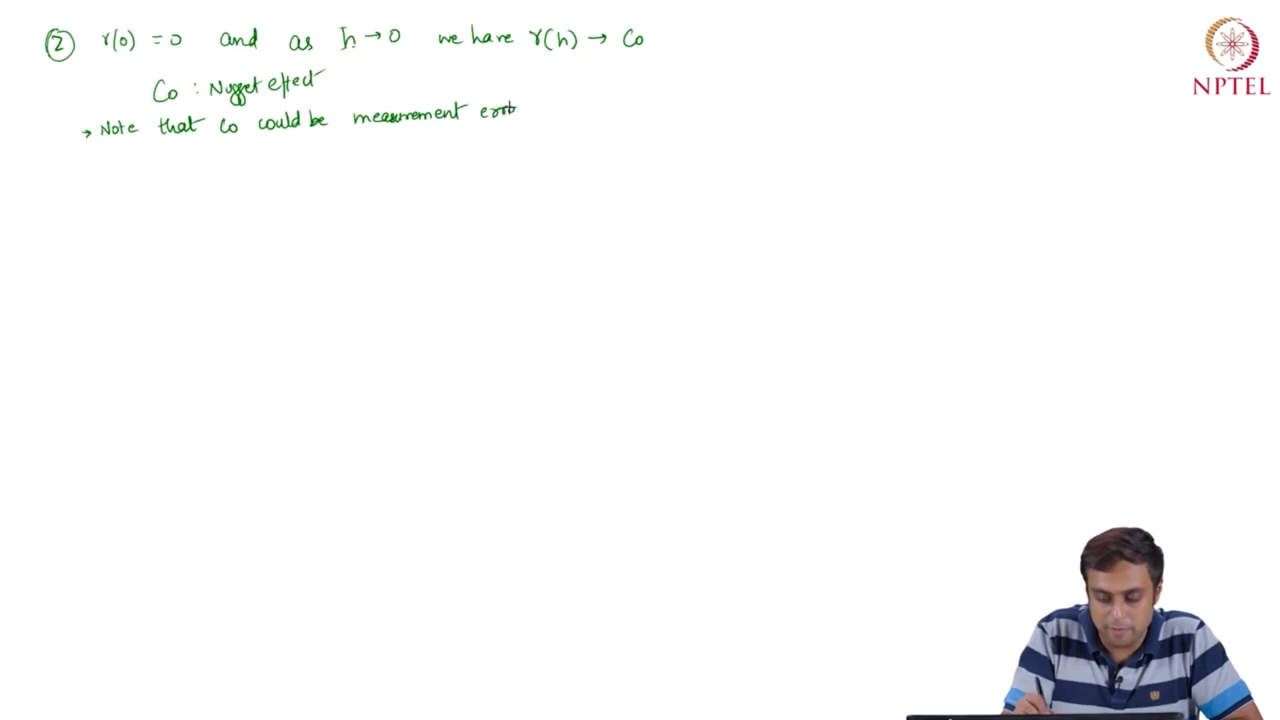 ② γ(0) = 0 and as h → 0 we have γ(h) → Co
Co : Nugget effect
→ Note that Co could be measurement erro
NPTEL